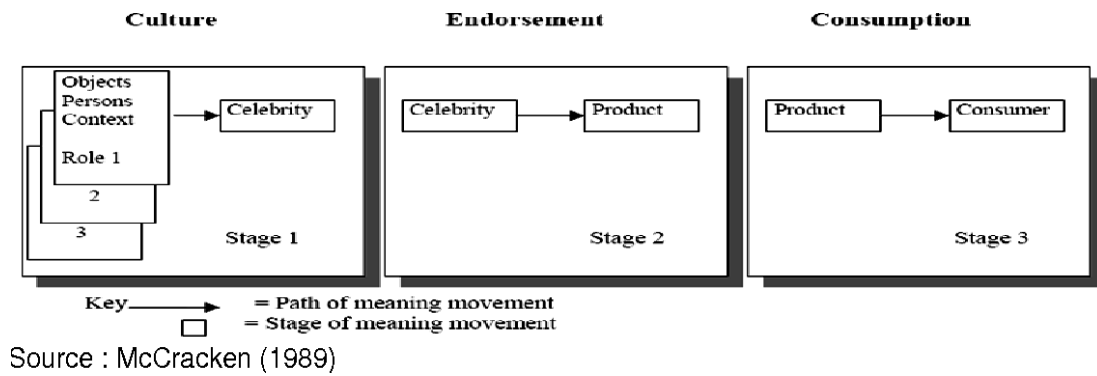 Culture Endorsement Consumption
Objects
Persons
Context
Role 1
2
3
Celebrity
Stage 1
Celebrity Product
Stage 2
Product Consumer
Stage 3
Key = Path of meaning movement
= Stage of meaning movement
Source : McCracken (1989)